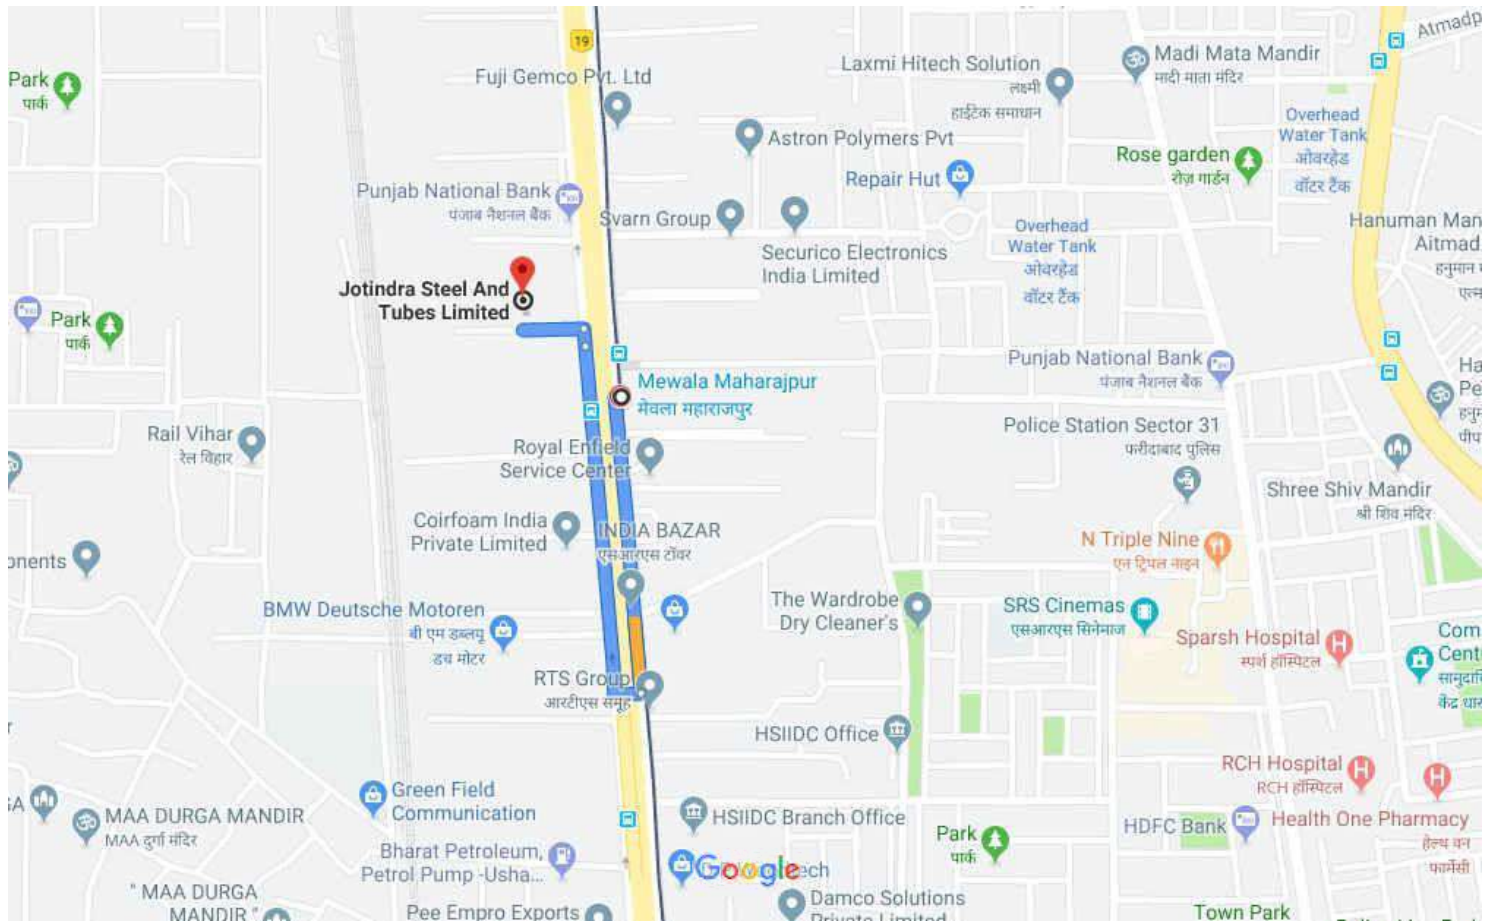 19
Atmadp
Park
पार्क
Fuji Gemco Pvt. Ltd
Laxmi Hitech Solution
लक्ष्मी
हाईटेक समाधान
Madi Mata Mandir
मादी माता मंदिर
Overhead
Water Tank
ओवरहेड
वॉटर टैंक
Astron Polymers Pvt
Rose garden
रोज़ गार्डन
Repair Hut
Punjab National Bank
पंजाब नैशनल बैंक
Svarn Group
Securico Electronics
India Limited
Overhead
Water Tank
ओवरहेड
वॉटर टैंक
Hanuman Man
Aitmad
हनुमान
Jotindra Steel And
Tubes Limited
Park
पार्क
Mewala Maharajpur
मेवला महाराजपुर
Punjab National Bank
पंजाब नैशनल बैंक
Ha
Pe
हनुम
पीप
Rail Vihar
रेल विहार
Royal Enfield
Service Center
Police Station Sector 31
फरीदाबाद पुलिस
Shree Shiv Mandir
श्री शिव मंदिर
Coirfoam India
Private Limited
INDIA BAZAR
एसआरएस टॉवर
N Triple Nine
एन ट्रिपल नाइन
onents
BMW Deutsche Motoren
बी एम डब्ल्यू
डच मोटर
The Wardrobe
Dry Cleaner's
SRS Cinemas
एसआरएस सिनेमाज
Sparsh Hospital
स्पर्श हॉस्पिटल
Com
Cent
सामुदायि
RTS Group
आरटीएस समूह
HSIIDC Office
RCH Hospital
RCH हॉस्पिटल
Green Field
Communication
GA
MAA DURGA MANDIR
MAA दुर्गा मंदिर
HSIIDC Branch Office
Park
पार्क
HDFC Bank
Health One Pharmacy
हेल्थ वन
फार्मेसी
Bharat Petroleum,
Petrol Pump -Usha...
Google
ech
" MAA DURGA
MANDIR "
Pee Empro Exports
Damco Solutions
Private Limited
Town Park